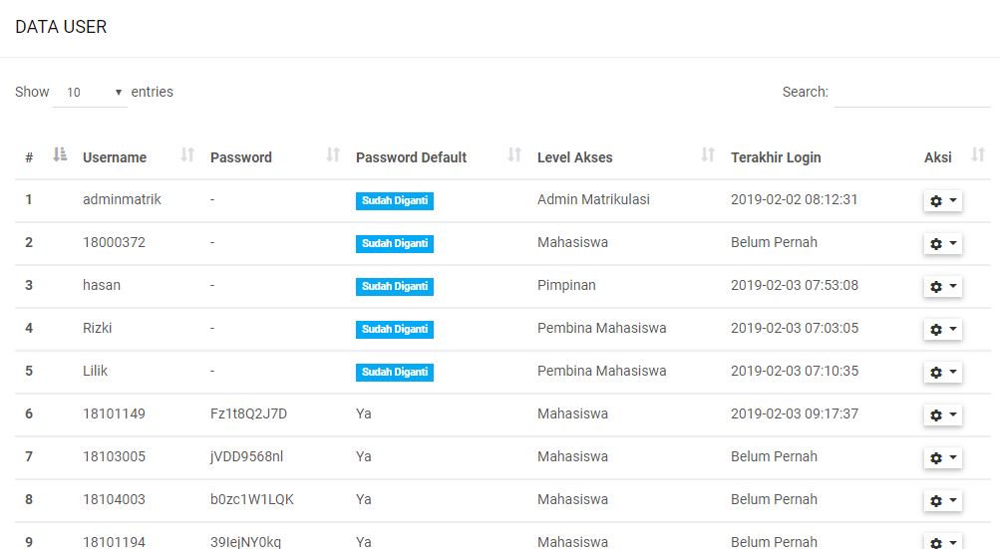 DATA USER
Show 10 entries Search:
# Username Password Password Default Level Akses Terakhir Login Aksi
1 adminmatrik - Sudah Diganti Admin Matrikulasi 2019-02-02 08:12:31
2 18000372 - Sudah Diganti Mahasiswa Belum Pernah
3 hasan - Sudah Diganti Pimpinan 2019-02-03 07:53:08
4 Rizki - Sudah Diganti Pembina Mahasiswa 2019-02-03 07:03:05
5 Lilik - Sudah Diganti Pembina Mahasiswa 2019-02-03 07:10:35
6 18101149 Fz1t8Q2J7D Ya Mahasiswa 2019-02-03 09:17:37
7 18103005 jVDD9568nl Ya Mahasiswa Belum Pernah
8 18104003 b0zc1W1LQK Ya Mahasiswa Belum Pernah
9 18101194 39IejNY0kq Ya Mahasiswa Belum Pernah